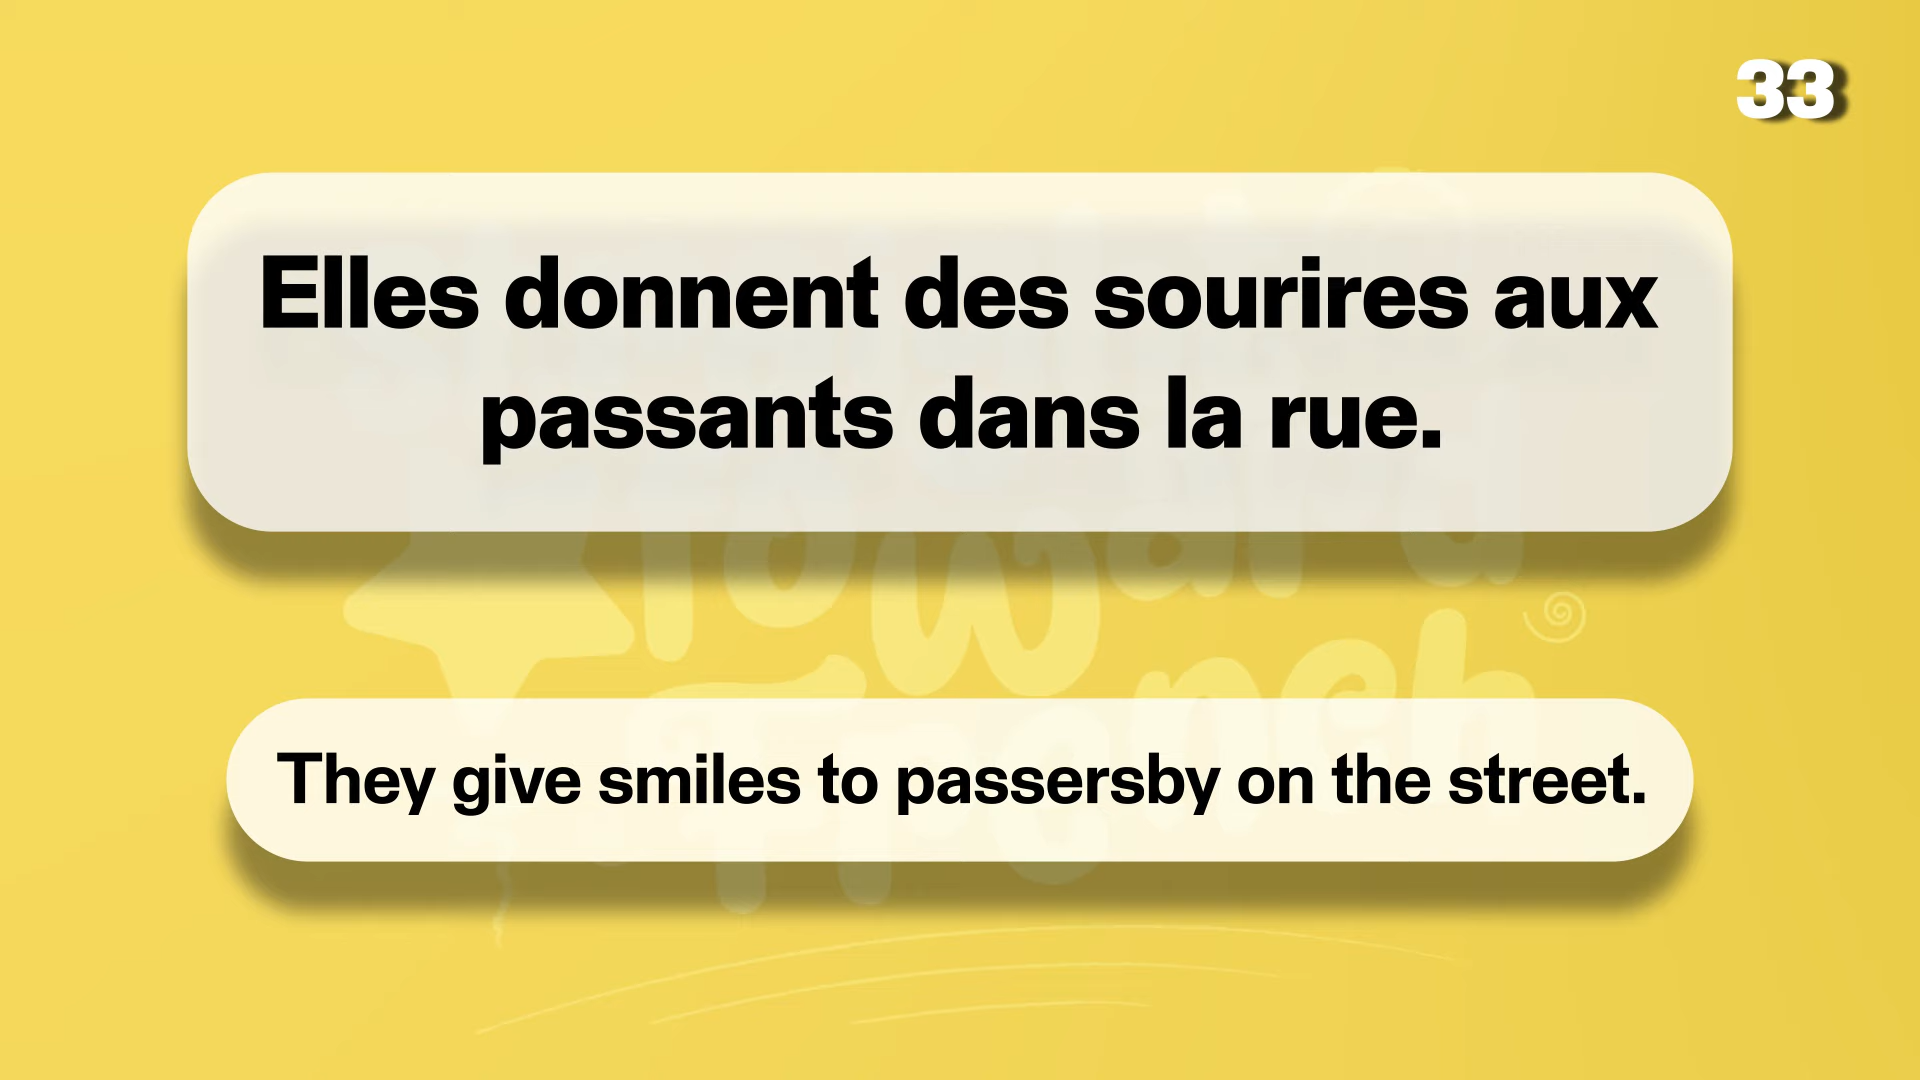 33
Elles donnent des sourires aux
passants dans la rue.
They give smiles to passersby on the street.